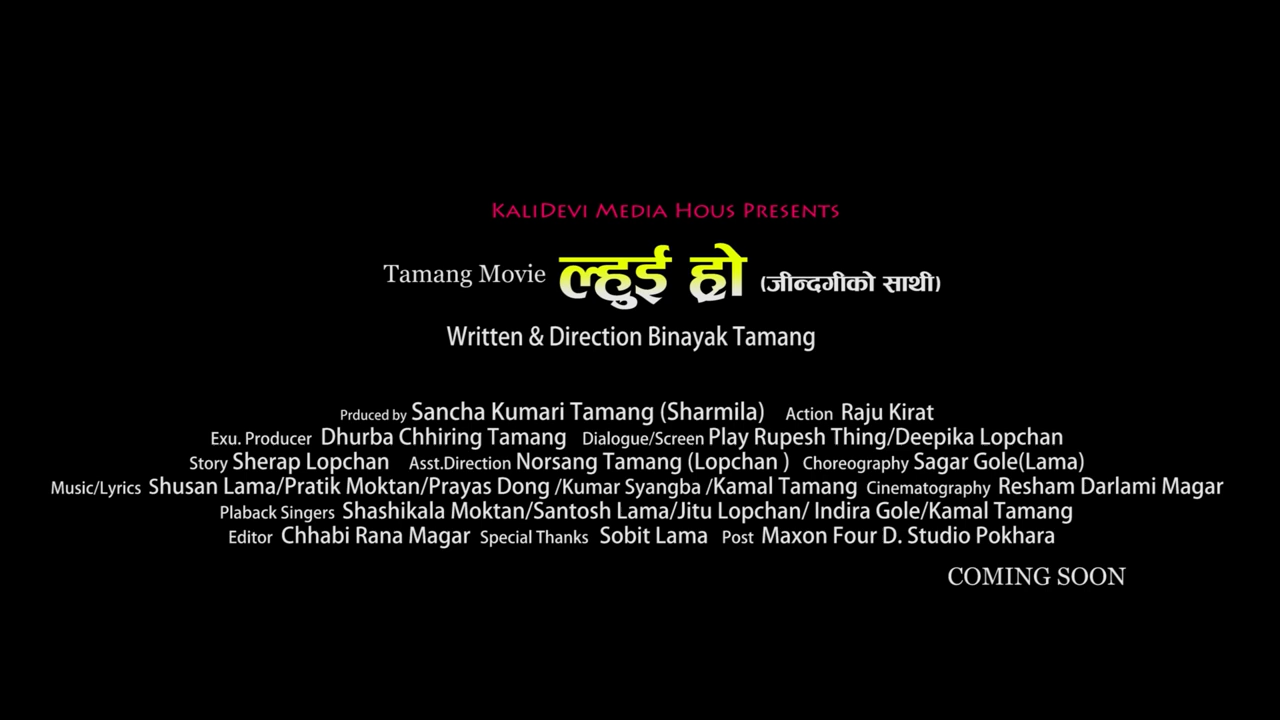 KaliDevi Media Hous Presents
Tamang Movie ल्हुई ह्रो (जीन्दगीको साथी)
Written & Direction Binayak Tamang
Prduced by Sancha Kumari Tamang (Sharmila) Action Raju Kirat
Exu. Producer Dhurba Chhiring Tamang Dialogue/Screen Play Rupesh Thing/Deepika Lopchan
Story Sherap Lopchan Asst.Direction Norsang Tamang (Lopchan ) Choreography Sagar Gole(Lama)
Music/Lyrics Shusan Lama/Pratik Moktan/Prayas Dong /Kumar Syangba /Kamal Tamang Cinematography Resham Darlami Magar
Plaback Singers Shashikala Moktan/Santosh Lama/Jitu Lopchan/ Indira Gole/Kamal Tamang
Editor Chhabi Rana Magar Special Thanks Sobit Lama Post Maxon Four D. Studio Pokhara
COMING SOON